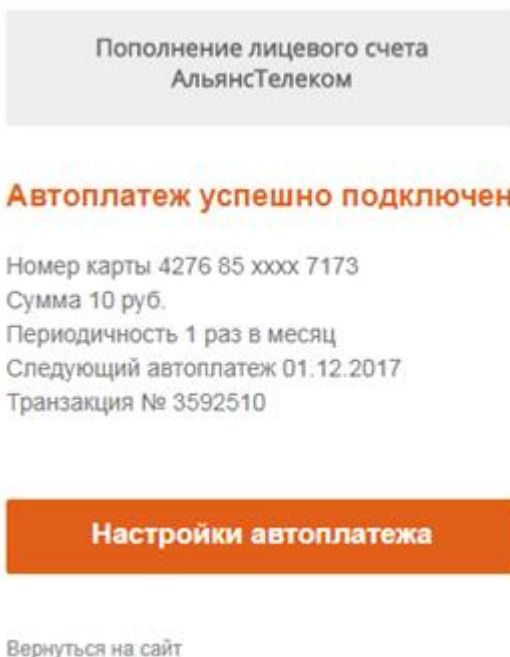 Пополнение лицевого счета
АльянсТелеком
Автоплатеж успешно подключен
Номер карты 4276 85 xxxx 7173
Сумма 10 руб.
Периодичность 1 раз в месяц
Следующий автоплатеж 01.12.2017
Транзакция № 3592510
Настройки автоплатежа
Вернуться на сайт